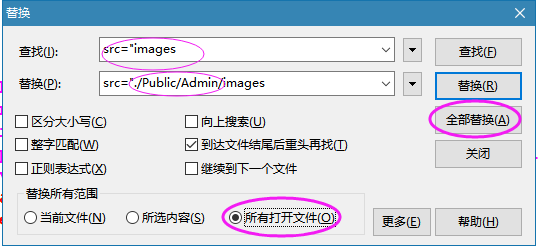 替换
查找(I): src="images 查找(F)
替换(P): src="./Public/Admin/images 替换(R)
全部替换(A)
区分大小写(C) 向上搜索(U)
整字匹配(W) 到达文件结尾后重头再找(T) 关闭
正则表达式(X) 继续到下一个文件
替换所有范围
当前文件(N) 所选内容(S) 所有打开文件(O) 更多(E) 帮助(H)